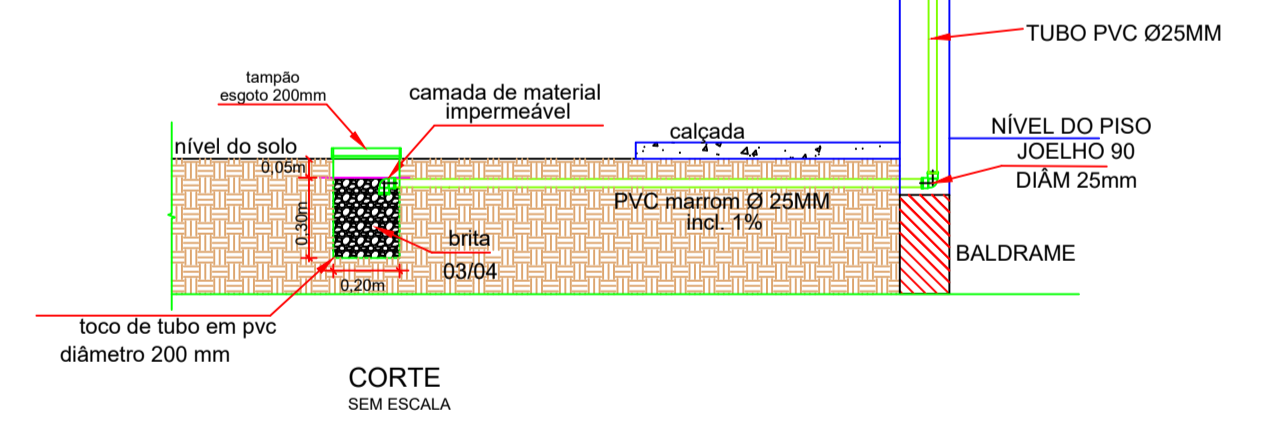 TUBO PVC Ø25MM
tampão
esgoto 200mm
camada de material
impermeável
nível do solo
calçada
NÍVEL DO PISO
JOELHO 90
DIÂM 25mm
0,05m
PVC marrom Ø 25MM
incl. 1%
0,30m
brita
03/04
BALDRAME
0,20m
toco de tubo em pvc
diâmetro 200 mm
CORTE
SEM ESCALA